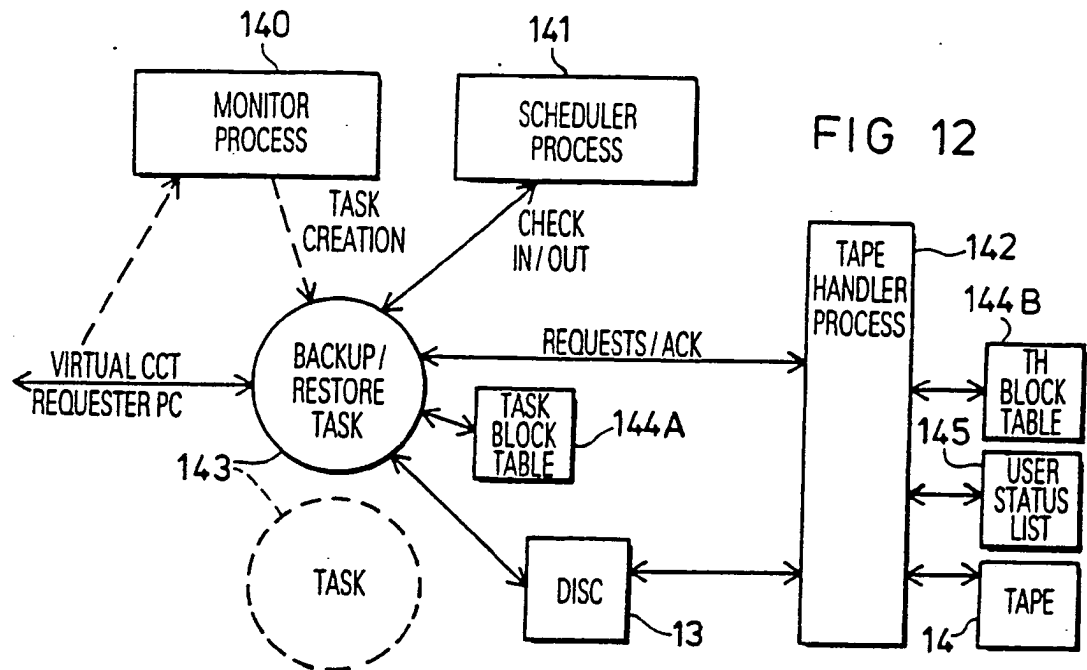 140
141
MONITOR
PROCESS
SCHEDULER
PROCESS
FIG 12
TASK
CREATION
CHECK
IN/OUT
TAPE
HANDLER
PROCESS
142
144B
VIRTUAL CCT
REQUESTER PC
BACKUP/
RESTORE
TASK
REQUESTS/ACK
TH
BLOCK
TABLE
TASK
BLOCK
TABLE
144A
145
USER
STATUS
LIST
143
TASK
DISC
13
TAPE
14